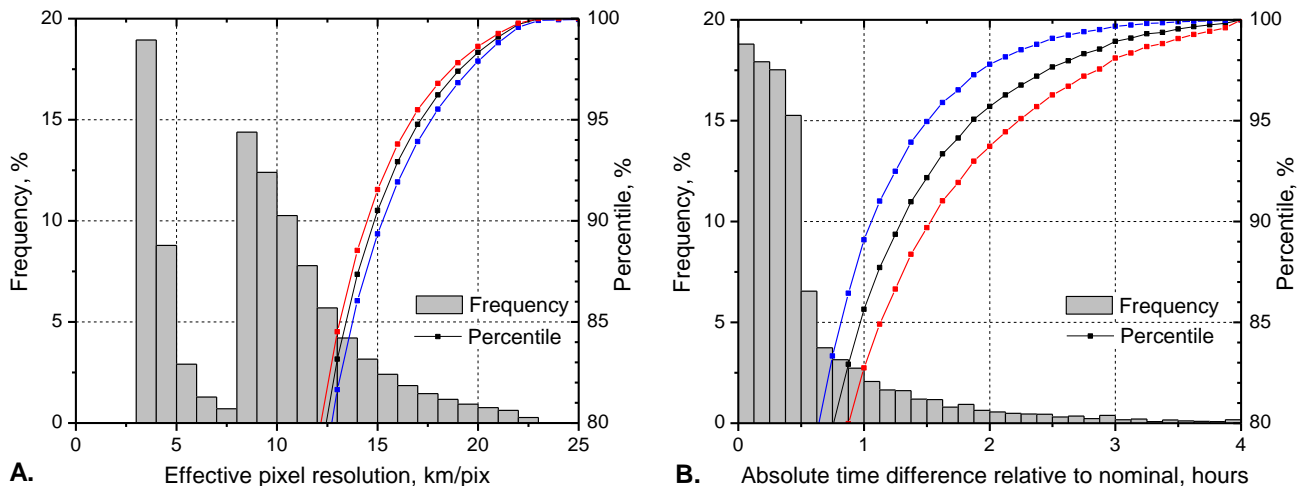 20
15
10
5
0
0
5
10
15
20
25
100
95
90
85
80
Frequency, %
Percentile, %
Frequency
Percentile
A.
Effective pixel resolution, km/pix
20
15
10
5
0
0
1
2
3
4
100
95
90
85
80
Frequency, %
Percentile, %
Frequency
Percentile
B.
Absolute time difference relative to nominal, hours